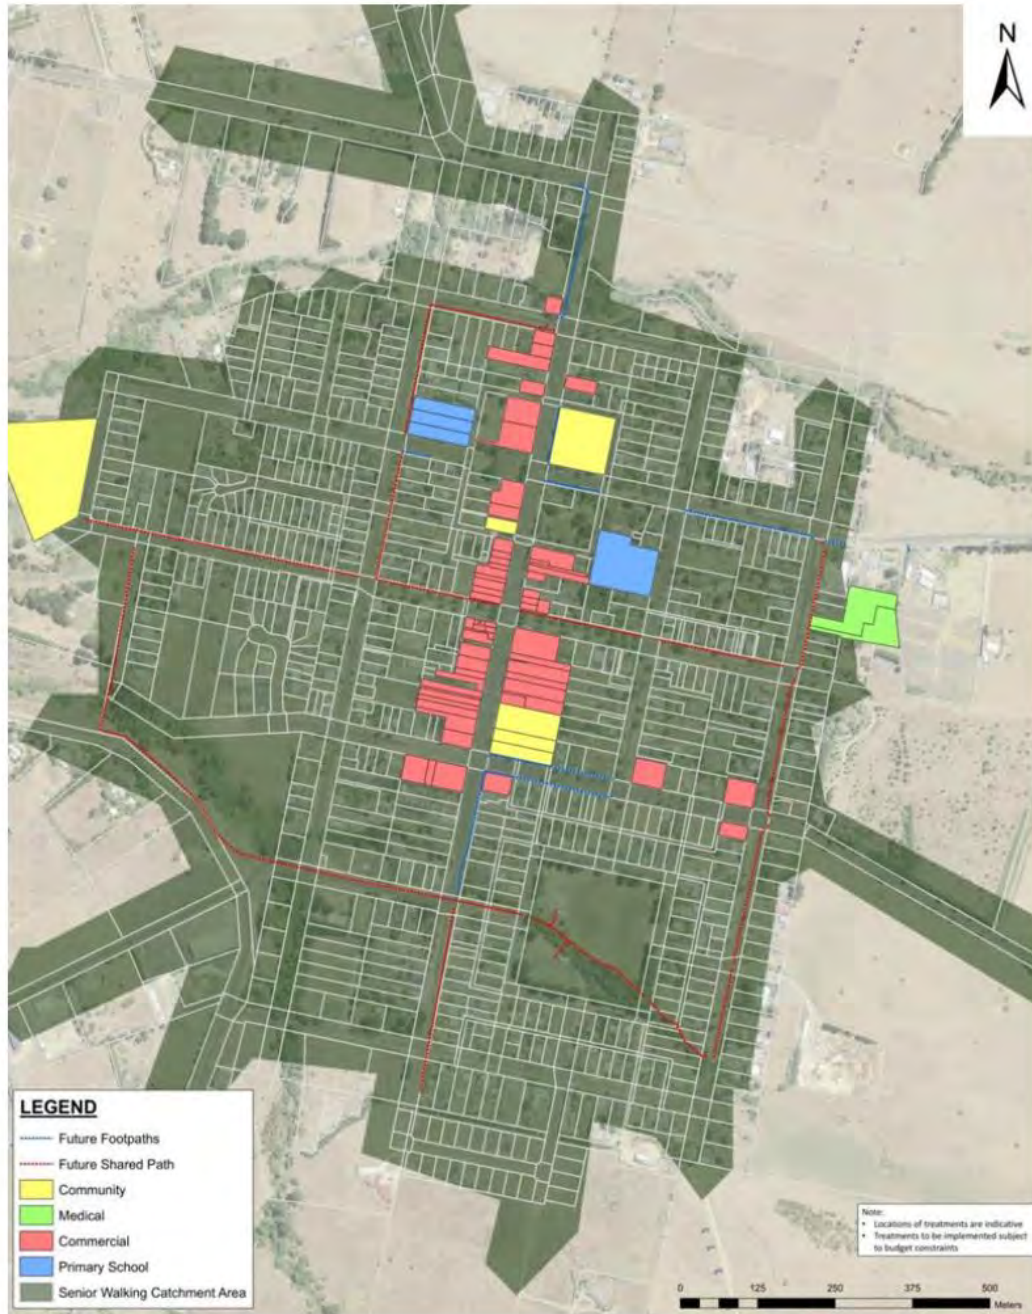 N
LEGEND
Future Footpaths
Future Shared Path
Community
Medical
Commercial
Primary School
Senior Walking Catchment Area
Note:
• Locations of treatments are indicative
• Treatments to be implemented subject
to budget constraints
0 125 250 375 500
Meters